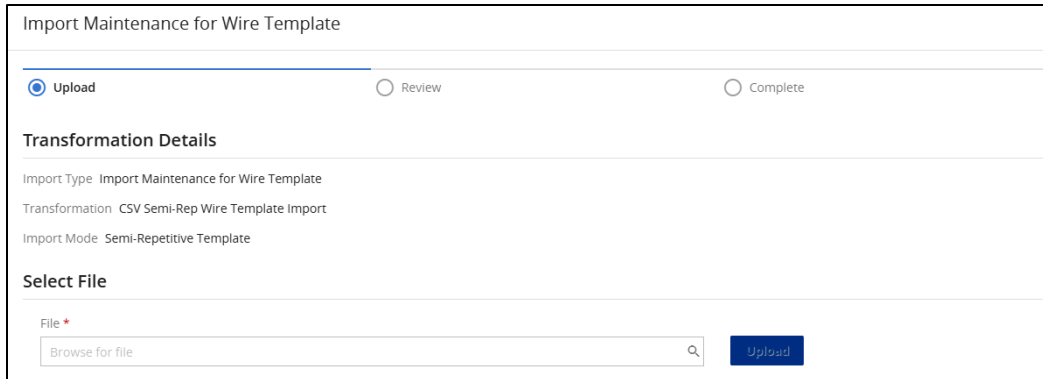 Import Maintenance for Wire Template
Upload Review Complete
Transformation Details
Import Type Import Maintenance for Wire Template
Transformation CSV Semi-Rep Wire Template Import
Import Mode Semi-Repetitive Template
Select File
File *
Browse for file Upload